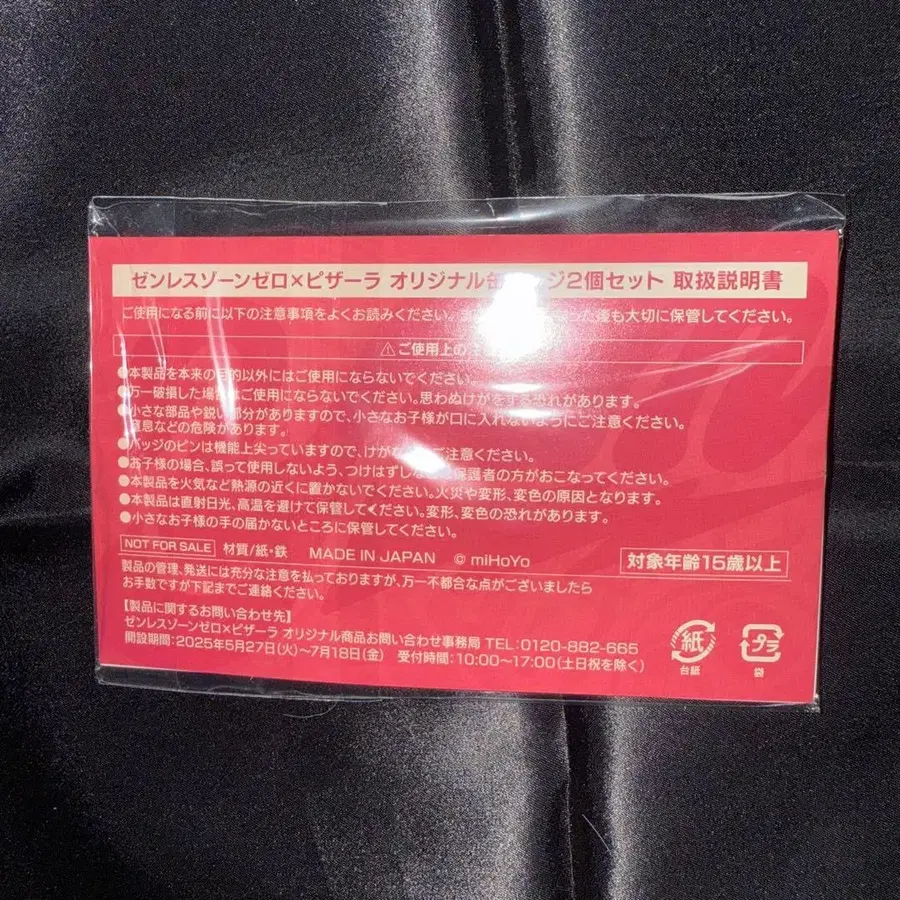 ゼンレスゾーンゼロ×ピザーラ オリジナル缶 ジ2個セット 取扱説明書
ご使用になる前に以下の注意事項をよくお読みください。 た後も大切に保管してください。
⚠ご使用上の
●本製品を本来の目的以外にはご使用にならないでください。
●万一破損した場合はご使用にならないでください。思わぬけがをする恐れがあります。
●小さな部品や鋭い部分がありますので、小さなお子様が口に入れないようにご注意ください。
窒息などの危険があります。
●バッジのピンは機能上尖っていますので、けが ご注意ください。
●お子様の場合、誤って使用しないよう、つけはずし 保護者の方がおこなってください。
●本製品を火気など熱源の近くに置かないでください。火災や変形、変色の原因となります。
●本製品は直射日光、高温を避けて保管してください。変形、変色の恐れがあります。
●小さなお子様の手の届かないところに保管してください。
NOT FOR SALE 材質/紙・鉄 MADE IN JAPAN © miHoYo 対象年齢15歳以上
製品の管理、発送には充分な注意を払っておりますが、万一不都合な点がございましたら
お手数ですが下記までご連絡ください。
【製品に関するお問い合わせ先】
ゼンレスゾーンゼロ×ピザーラ オリジナル商品お問い合わせ事務局 TEL:0120-882-665
開設期間:2025年5月27日(火)〜7月18日(金) 受付時間:10:00〜17:00(土日祝を除く)
紙
台紙
プラ
袋